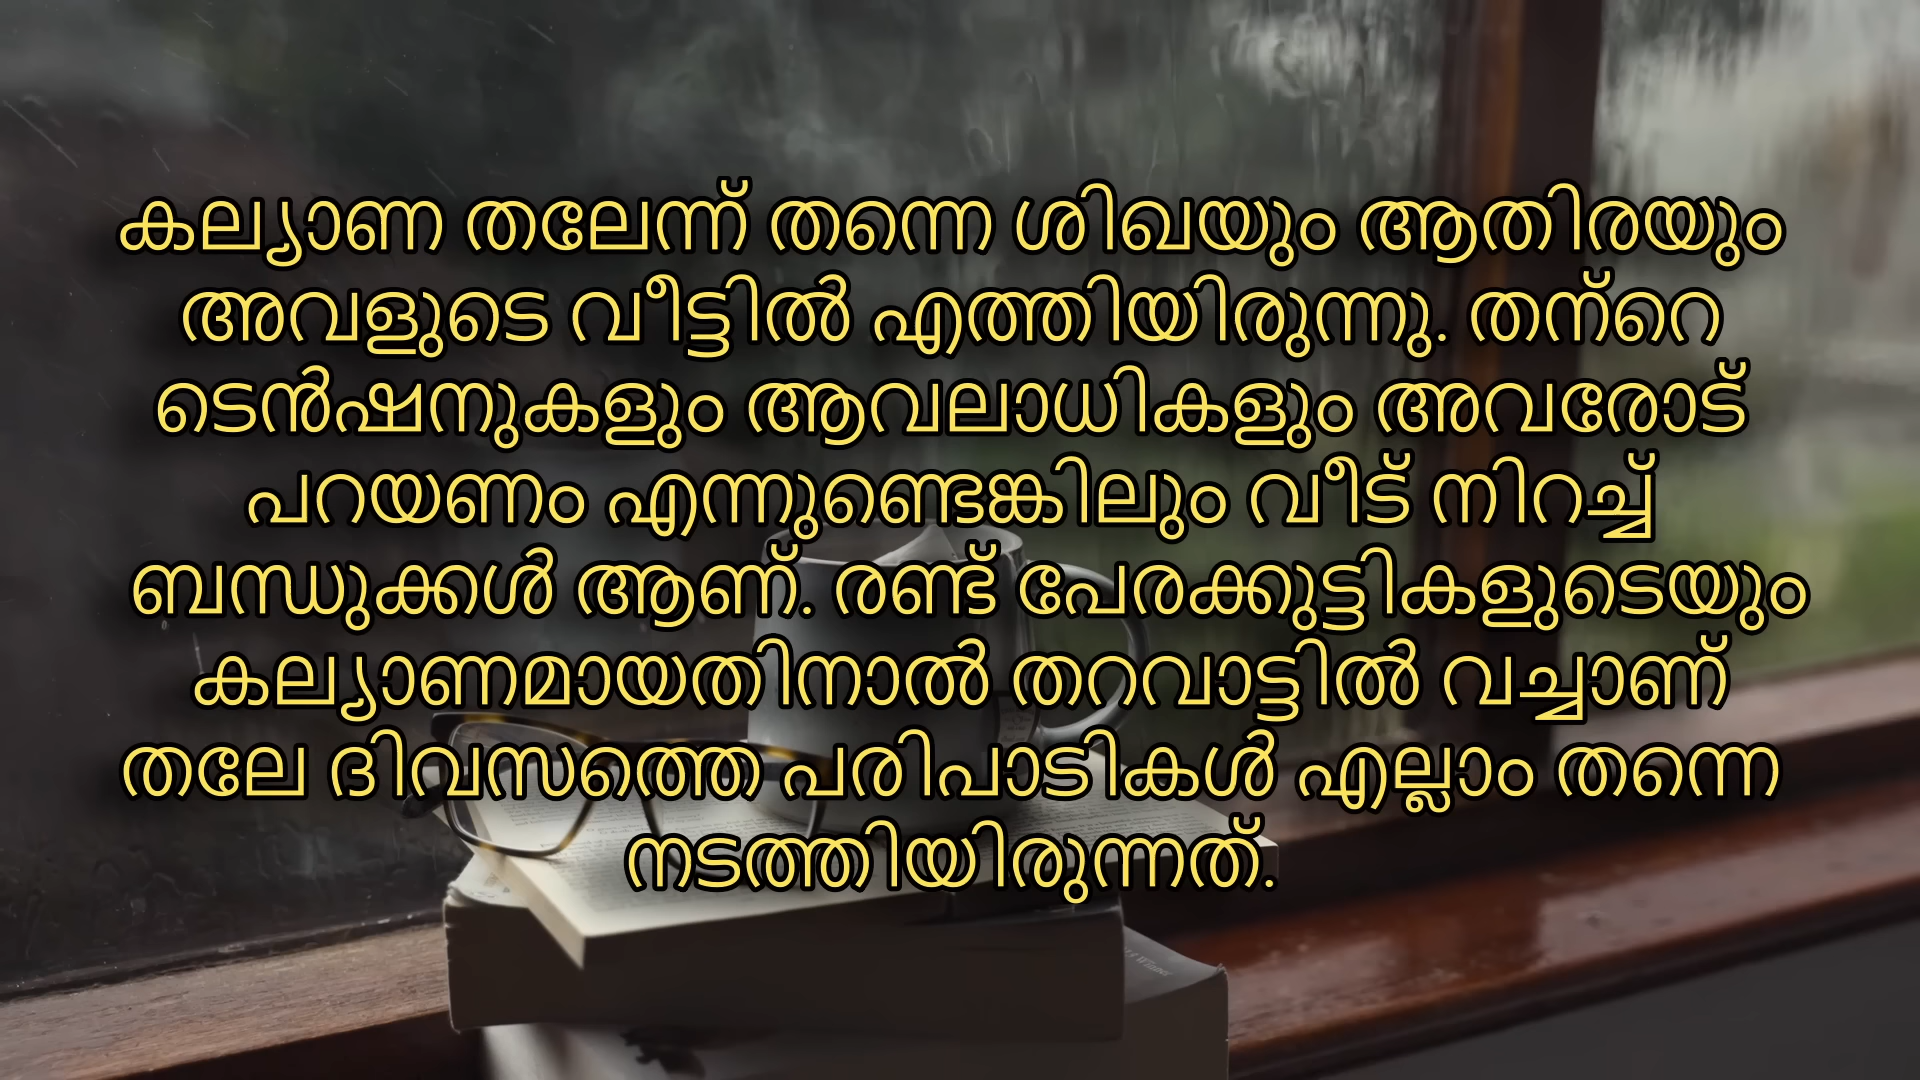 കല്യാണ തലേന്ന് തന്നെ ശിഖയും ആതിരയും
അവളുടെ വീട്ടിൽ എത്തിയിരുന്നു. തന്റെ
ടെൻഷനുകളും ആവലാധികളും അവരോട്
പറയണം എന്നുണ്ടെങ്കിലും വീട് നിറച്ച്
ബന്ധുക്കൾ ആണ്. രണ്ട് പേരക്കുട്ടികളുടെയും
കല്യാണമായതിനാൽ തറവാട്ടിൽ വച്ചാണ്
തലേ ദിവസത്തെ പരിപാടികൾ എല്ലാം തന്നെ
നടത്തിയിരുന്നത്.